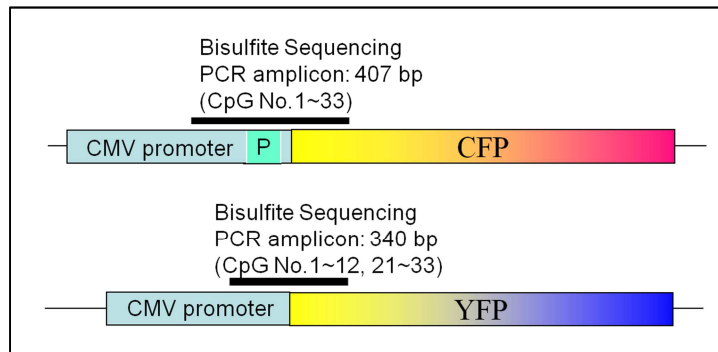 Bisulfite Sequencing
PCR amplicon: 407 bp
(CpG No.1~33)
CMV promoter P CFP
Bisulfite Sequencing
PCR amplicon: 340 bp
(CpG No.1~12, 21~33)
CMV promoter YFP